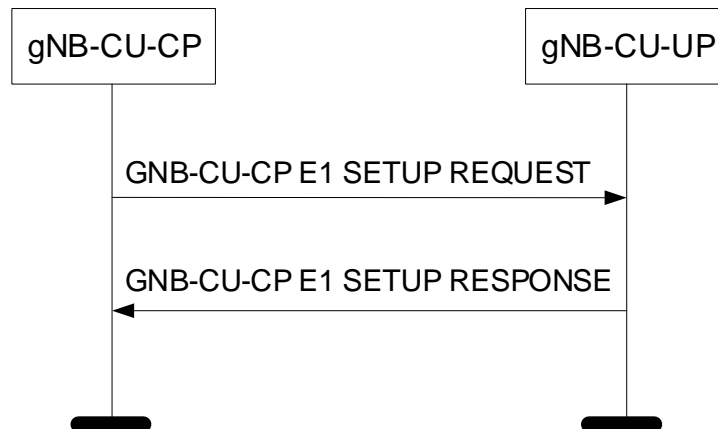 gNB-CU-CP
gNB-CU-UP
GNB-CU-CP E1 SETUP REQUEST
GNB-CU-CP E1 SETUP RESPONSE